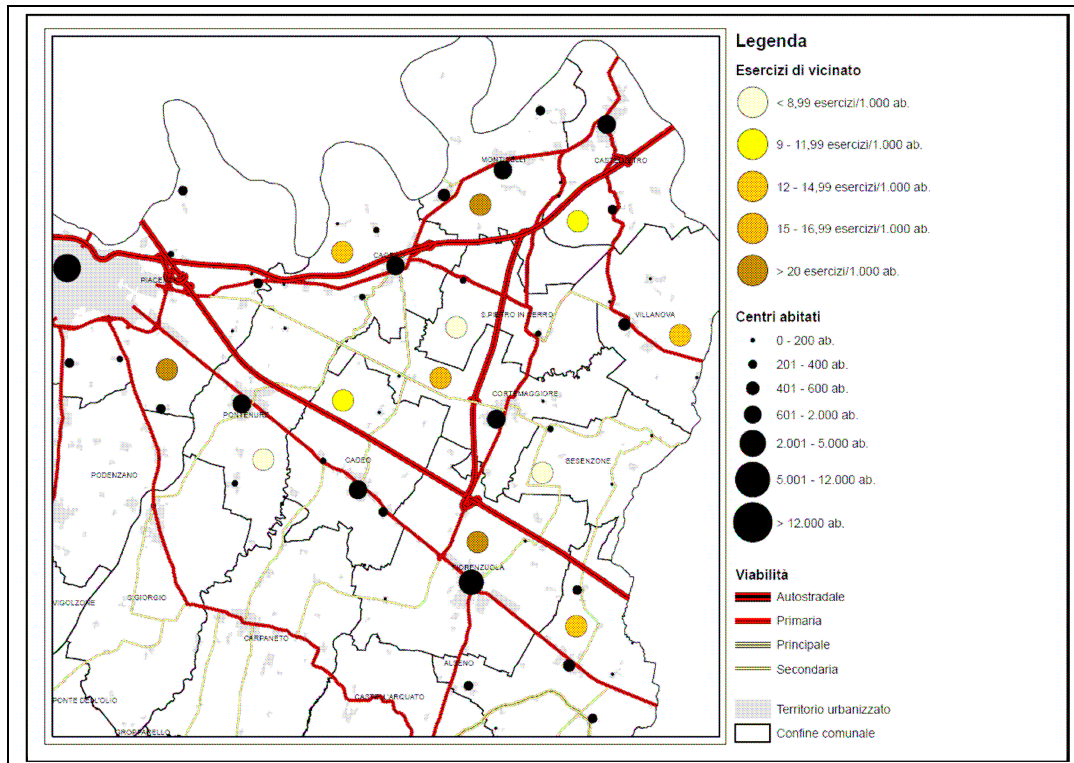 Legenda
Esercizi di vicinato
< 8,99 esercizi/1.000 ab.
9 - 11,99 esercizi/1.000 ab.
12 - 14,99 esercizi/1.000 ab.
15 - 16,99 esercizi/1.000 ab.
> 20 esercizi/1.000 ab.
Centri abitati
0 - 200 ab.
201 - 400 ab.
401 - 600 ab.
601 - 2.000 ab.
2.001 - 5.000 ab.
5.001 - 12.000 ab.
> 12.000 ab.
Viabilità
Autostradale
Primaria
Principale
Secondaria
Territorio urbanizzato
Confine comunale
S.PIETRO IN CERRO
VILLANOVA
CORTEMAGGIORE
PONTENURE
CADEO
BESENZONE
PODENZANO
S.GIORGIO
CARPANETO
ALSENO
CASTELL'ARQUATO
PONTE DELL'OLIO
GROPPARELLO